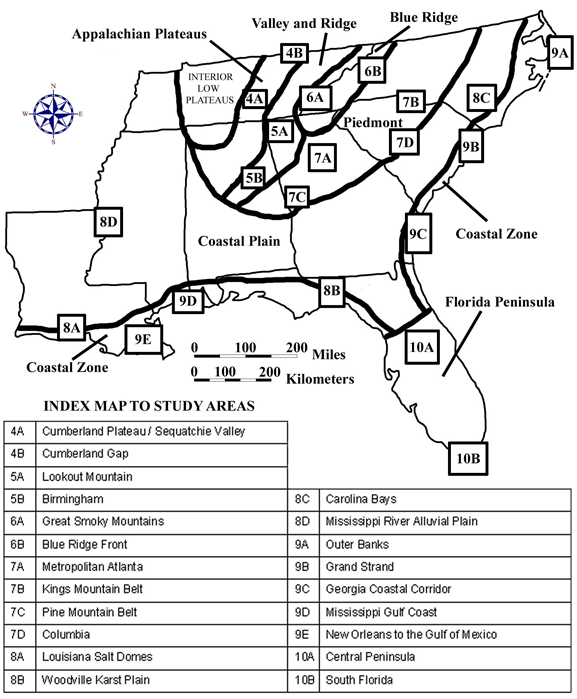 Blue Ridge
Valley and Ridge
Appalachian Plateaus
4B
9A
INTERIOR
LOW
PLATEAUS
6B
N
W E
S
4A
6A
7B
8C
Piedmont
5A
7D
9B
7A
5B
7C
8D
9C
Coastal Plain
Coastal Zone
9D
8B
Florida Peninsula
8A
9E
10A
Coastal Zone
0 100 200 Miles
0 100 200 Kilometers
10B
INDEX MAP TO STUDY AREAS
4A Cumberland Plateau / Sequatchie Valley
4B Cumberland Gap
5A Lookout Mountain
5B Birmingham
6A Great Smoky Mountains
6B Blue Ridge Front
7A Metropolitan Atlanta
7B Kings Mountain Belt
7C Pine Mountain Belt
7D Columbia
8A Louisiana Salt Domes
8B Woodville Karst Plain
8C Carolina Bays
8D Mississippi River Alluvial Plain
9A Outer Banks
9B Grand Strand
9C Georgia Coastal Corridor
9D Mississippi Gulf Coast
9E New Orleans to the Gulf of Mexico
10A Central Peninsula
10B South Florida